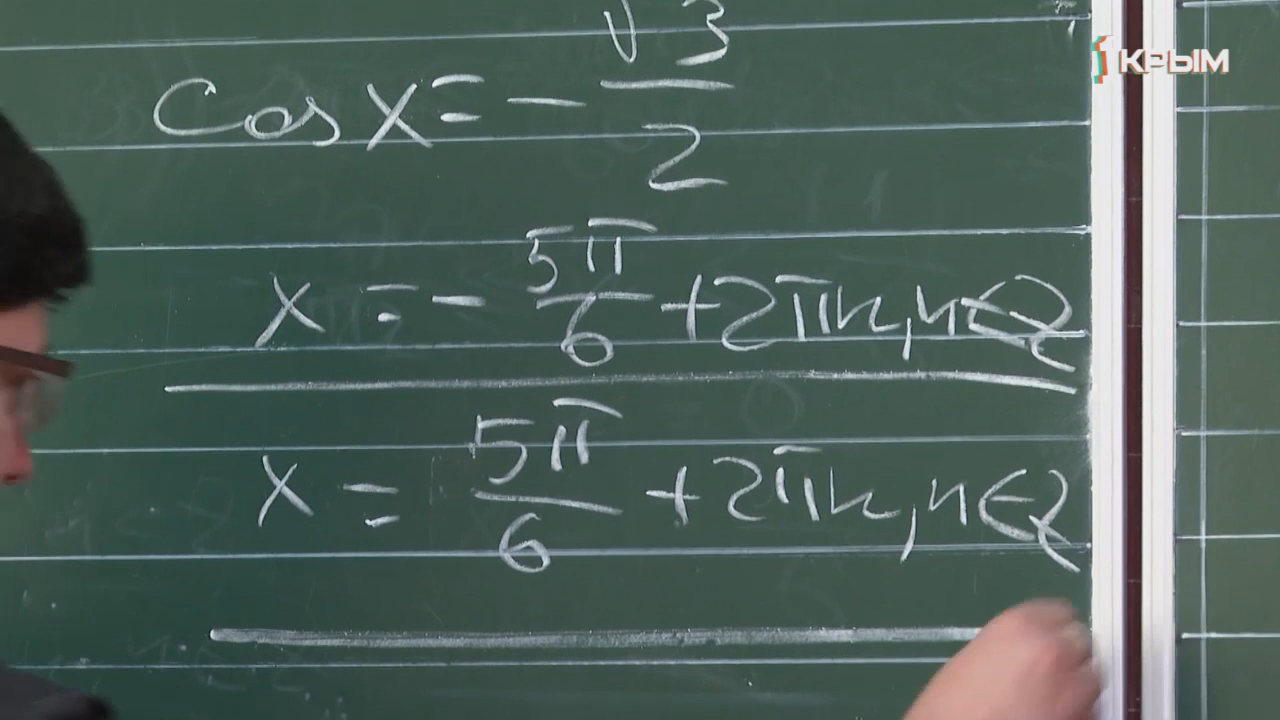 КРЫМ
cos x = - √3/2
x = - 5π/6 + 2πn, n∈Z
x = 5π/6 + 2πn, n∈Z